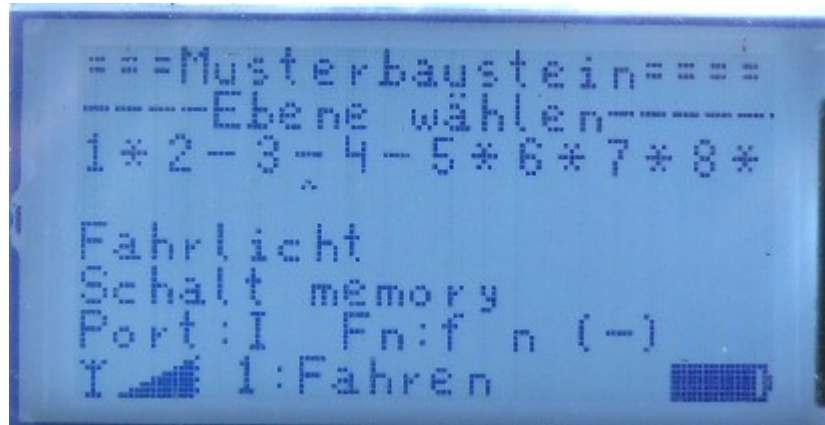 ===Musterbaustein====
----Ebene wählen------
1*2-3-4-5*6*7*8*
^
Fahrlicht
Schalt memory
Port:I Fn:f n (-)
1:Fahren